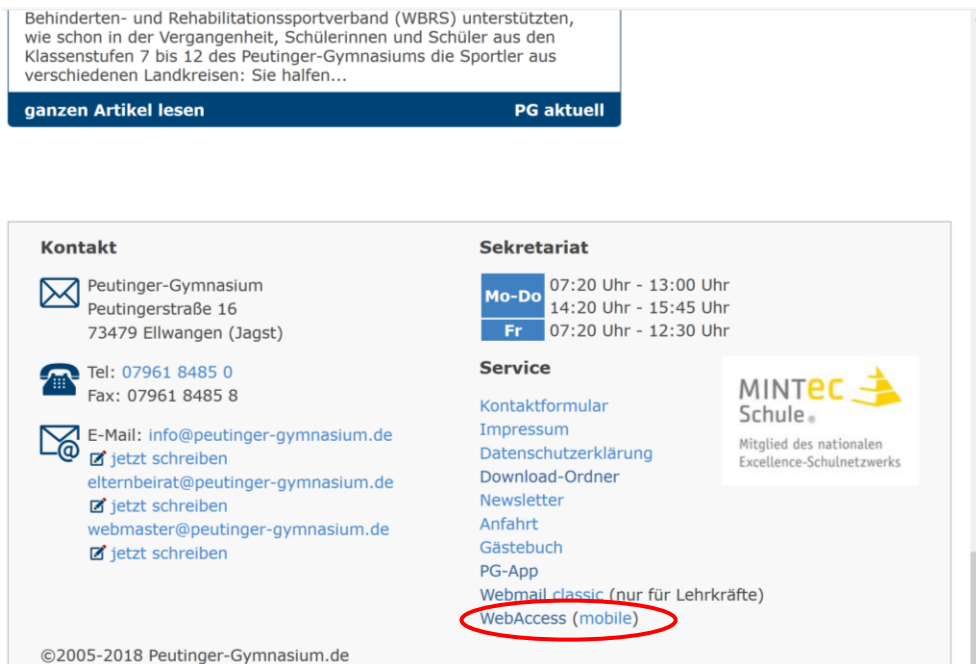 Behinderten- und Rehabilitationssportverband (WBRS) unterstützten,
wie schon in der Vergangenheit, Schülerinnen und Schüler aus den
Klassenstufen 7 bis 12 des Peutinger-Gymnasiums die Sportler aus
verschiedenen Landkreisen: Sie halfen...
ganzen Artikel lesen PG aktuell
Kontakt
Peutinger-Gymnasium
Peutingerstraße 16
73479 Ellwangen (Jagst)
Tel: 07961 8485 0
Fax: 07961 8485 8
E-Mail: info@peutinger-gymnasium.de
jetzt schreiben
elternbeirat@peutinger-gymnasium.de
jetzt schreiben
webmaster@peutinger-gymnasium.de
jetzt schreiben
Sekretariat
Mo-Do 07:20 Uhr - 13:00 Uhr
14:20 Uhr - 15:45 Uhr
Fr 07:20 Uhr - 12:30 Uhr
Service
Kontaktformular
Impressum
Datenschutzerklärung
Download-Ordner
Newsletter
Anfahrt
Gästebuch
PG-App
Webmail classic (nur für Lehrkräfte)
WebAccess (mobile)
MINTec
Schule
Mitglied des nationalen
Excellence-Schulnetzwerks
©2005-2018 Peutinger-Gymnasium.de